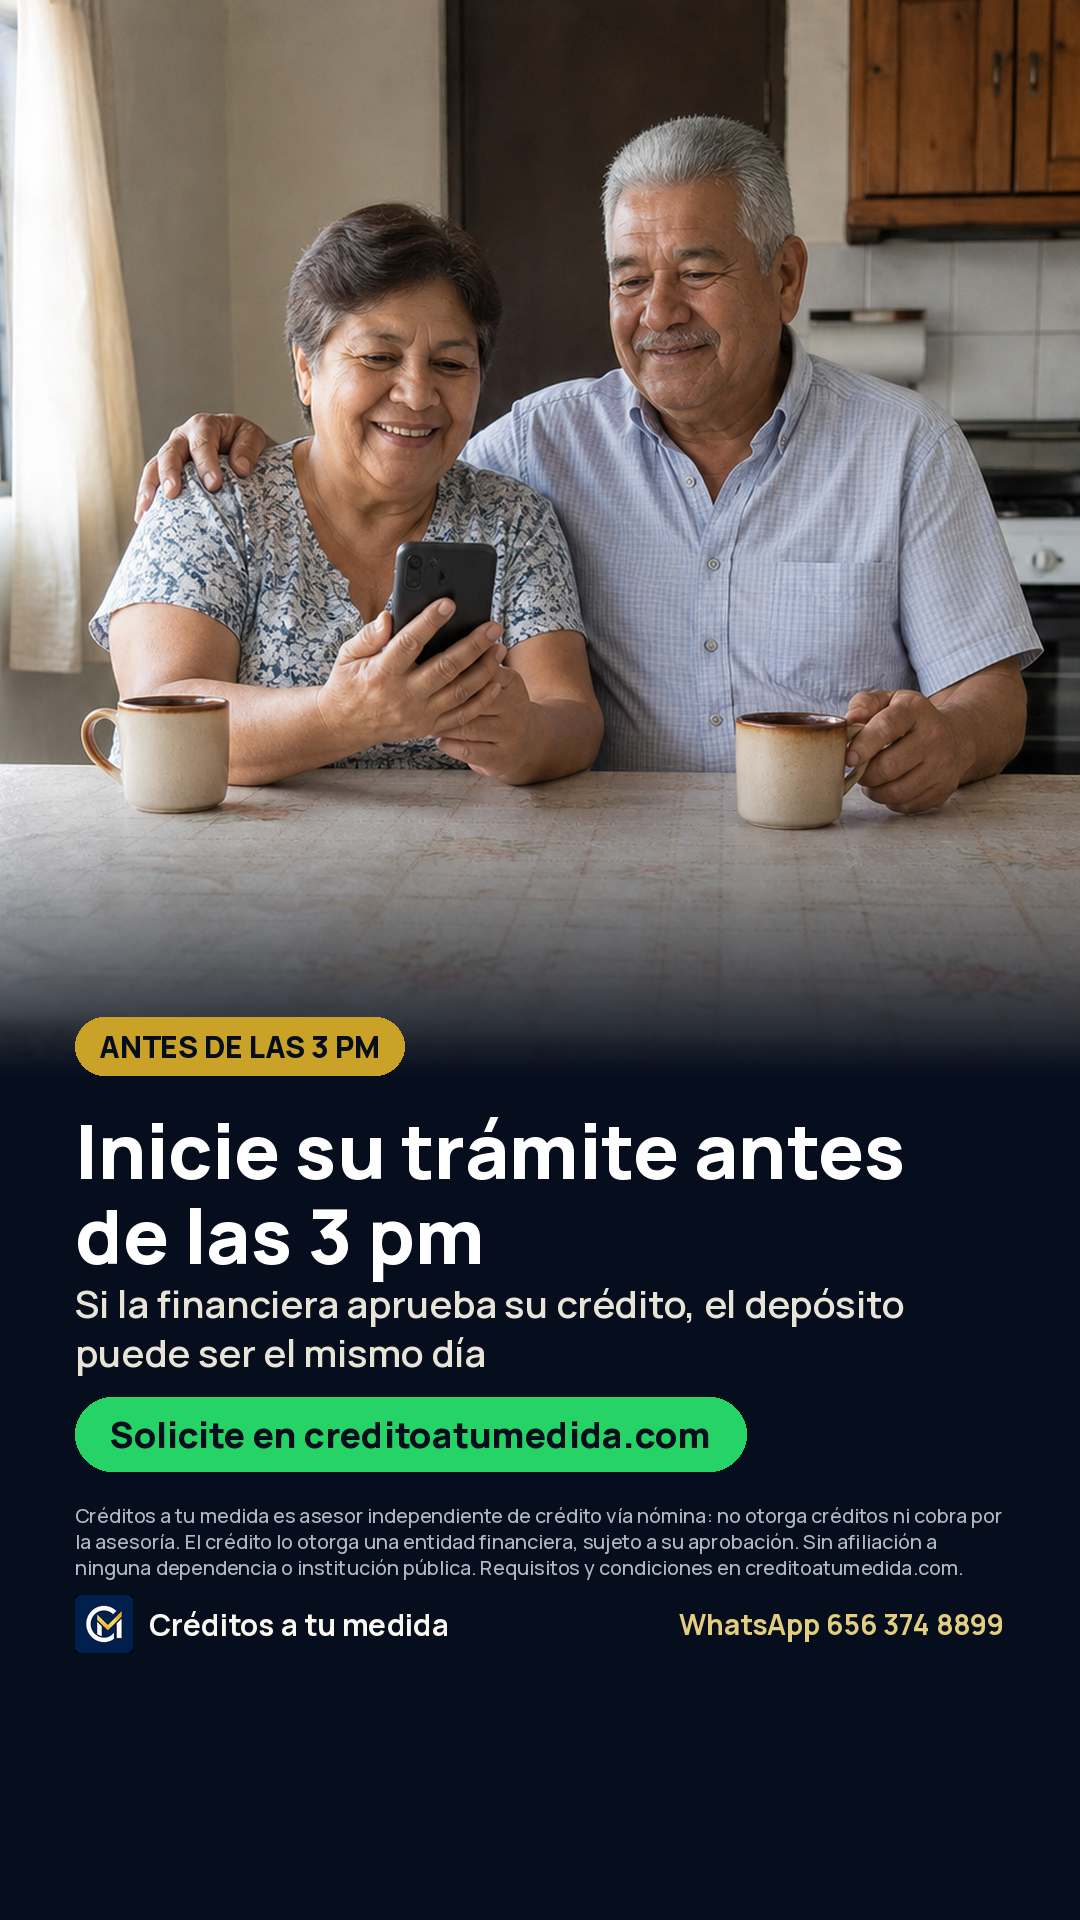 ANTES DE LAS 3 PM
Inicie su trámite antes
de las 3 pm
Si la financiera aprueba su crédito, el depósito
puede ser el mismo día
Solicite en creditoatumedida.com
Créditos a tu medida es asesor independiente de crédito vía nómina: no otorga créditos ni cobra por
la asesoría. El crédito lo otorga una entidad financiera, sujeto a su aprobación. Sin afiliación a
ninguna dependencia o institución pública. Requisitos y condiciones en creditoatumedida.com.
Créditos a tu medida
WhatsApp 656 374 8899